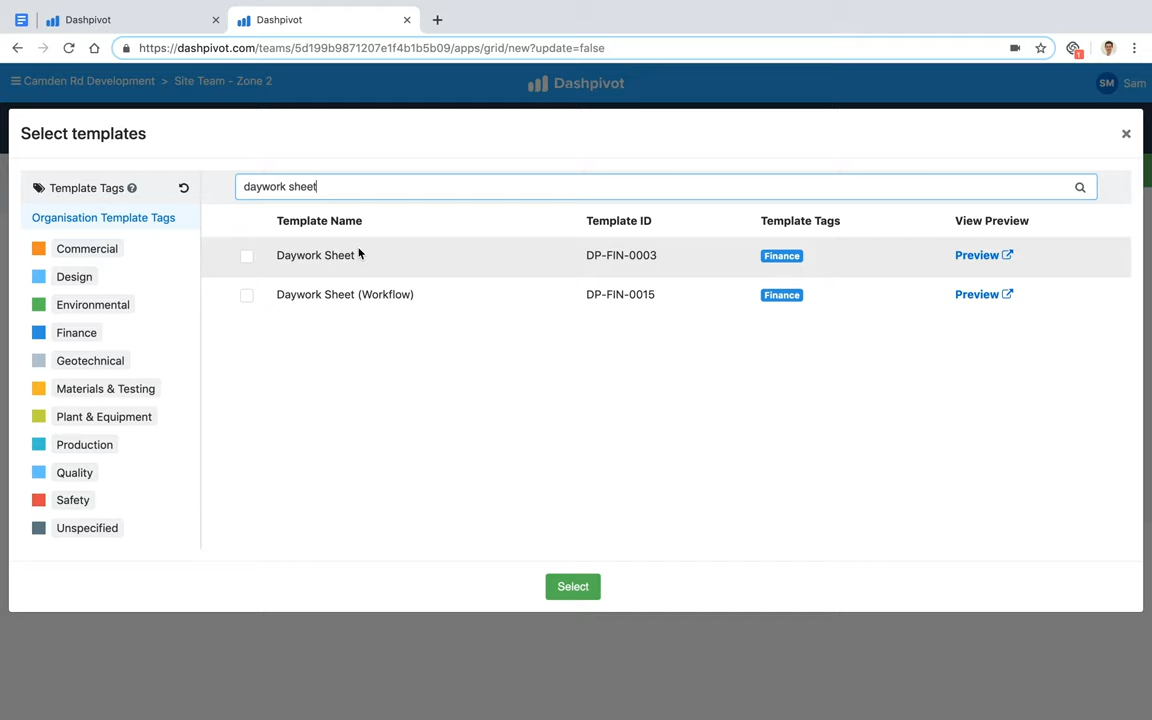 Dashpivot
Dashpivot
https://dashpivot.com/teams/5d199b9871207e1f4b1b5b09/apps/grid/new?update=false
1
Camden Rd Development > Site Team - Zone 2
Dashpivot
SM Sam
Select templates
Template Tags
daywork sheet
Organisation Template Tags
Template Name Template ID Template Tags View Preview
Commercial
Daywork Sheet DP-FIN-0003 Finance Preview
Design
Daywork Sheet (Workflow) DP-FIN-0015 Finance Preview
Environmental
Finance
Geotechnical
Materials & Testing
Plant & Equipment
Production
Quality
Safety
Unspecified
Select